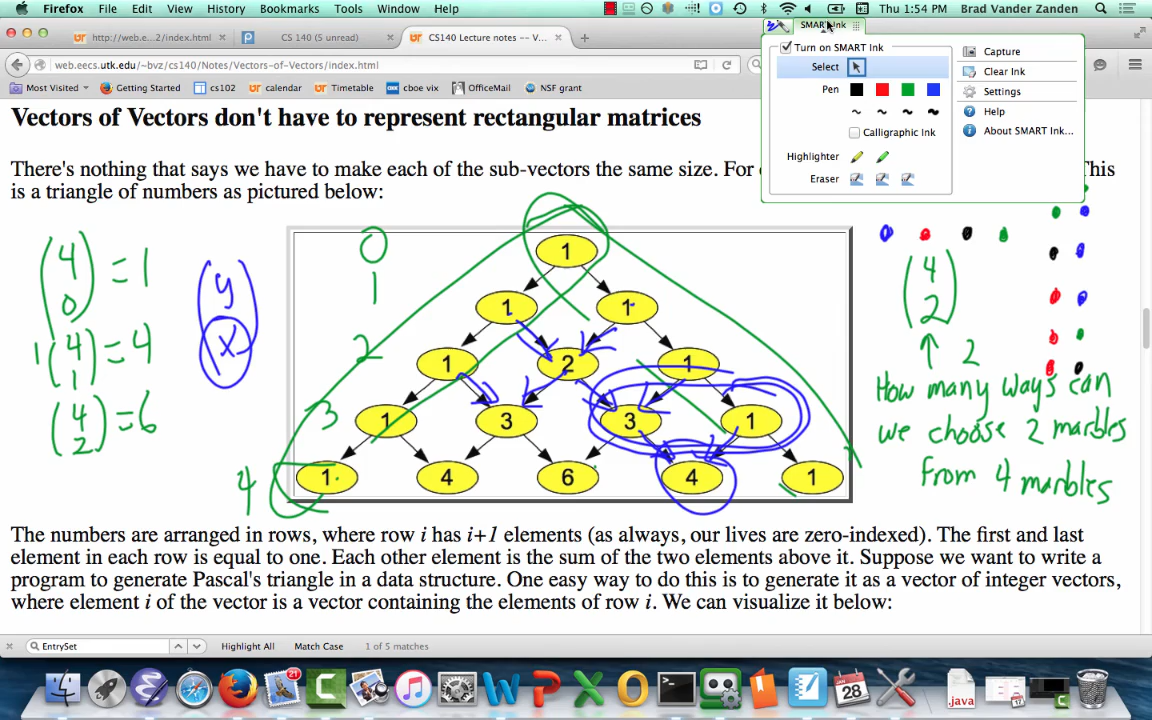 Firefox File Edit View History Bookmarks Tools Window Help Thu 1:54 PM Brad Vander Zanden
http://web.e...2/index.html
CS 140 (5 unread)
CS140 Lecture notes -- V...
SMART Ink
web.eecs.utk.edu/~bvz/cs140/Notes/Vectors-of-Vectors/index.html
Most Visited Getting Started cs102 calendar Timetable cboe vix OfficeMail NSF grant
Turn on SMART Ink
Select
Pen
Calligraphic Ink
Highlighter
Eraser
Capture
Clear Ink
Settings
Help
About SMART Ink...
Vectors of Vectors don't have to represent rectangular matrices
There's nothing that says we have to make each of the sub-vectors the same size. For This
is a triangle of numbers as pictured below:
(4 0) = 1
1 (4 1) = 4
(4 2) = 6
(y x)
0
1
2
3
4
1
1 1
1 2 1
1 3 3 1
1 4 6 4 1
(4 2)
2
How many ways can
we choose 2 marbles
from 4 marbles
The numbers are arranged in rows, where row i has i+1 elements (as always, our lives are zero-indexed). The first and last
element in each row is equal to one. Each other element is the sum of the two elements above it. Suppose we want to write a
program to generate Pascal's triangle in a data structure. One easy way to do this is to generate it as a vector of integer vectors,
where element i of the vector is a vector containing the elements of row i. We can visualize it below:
EntrySet Highlight All Match Case 1 of 5 matches
21
JAN
28
.java
17